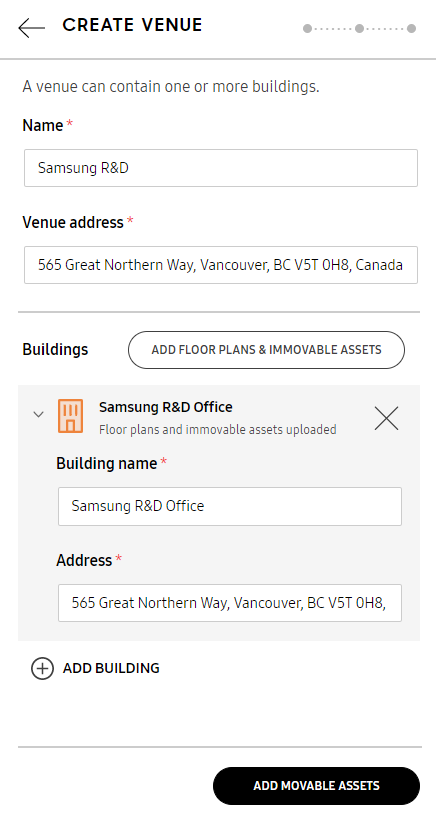 CREATE VENUE
A venue can contain one or more buildings.
Name *
Samsung R&D
Venue address *
565 Great Northern Way, Vancouver, BC V5T 0H8, Canada
Buildings
ADD FLOOR PLANS & IMMOVABLE ASSETS
Samsung R&D Office
Floor plans and immovable assets uploaded
Building name *
Samsung R&D Office
Address *
565 Great Northern Way, Vancouver, BC V5T 0H8,
ADD BUILDING
ADD MOVABLE ASSETS